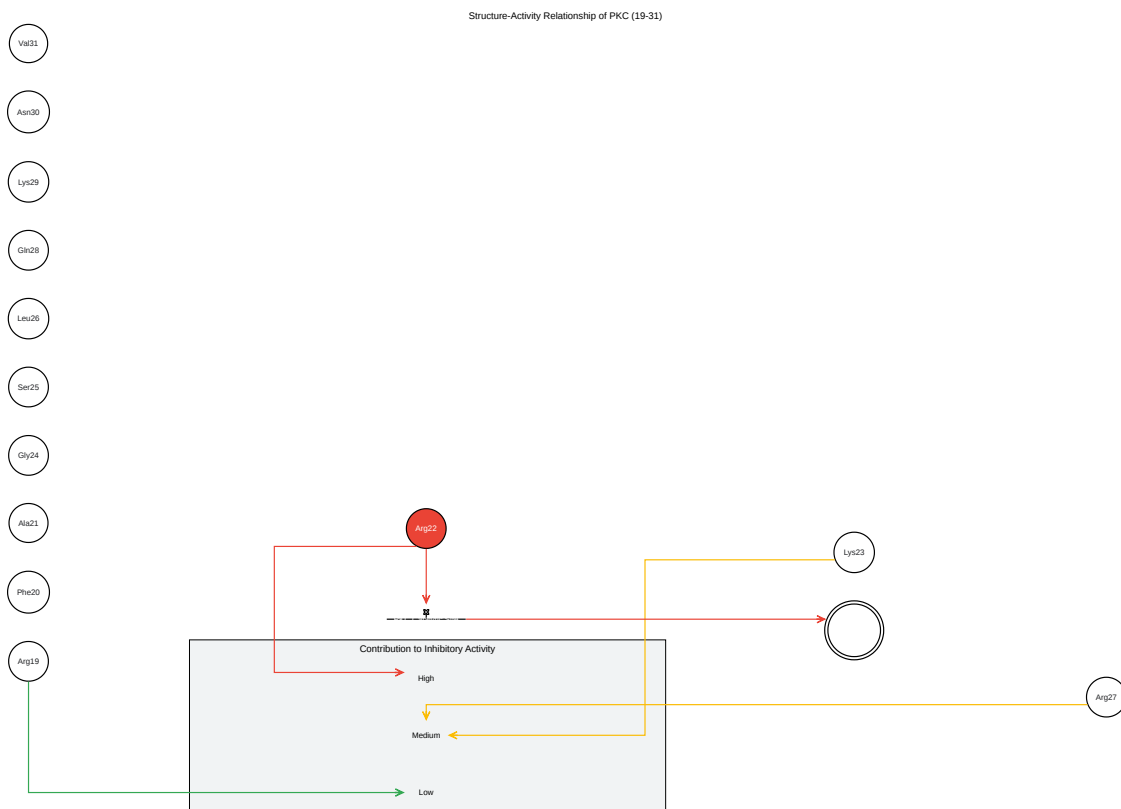 Structure-Activity Relationship of PKC (19-31)
Val31
Asn30
Lys29
Gln28
Leu26
Ser25
Gly24
Ala21
Arg22
Lys23
Phe20
Arg19
Contribution to Inhibitory Activity
High
Arg27
Medium
Low